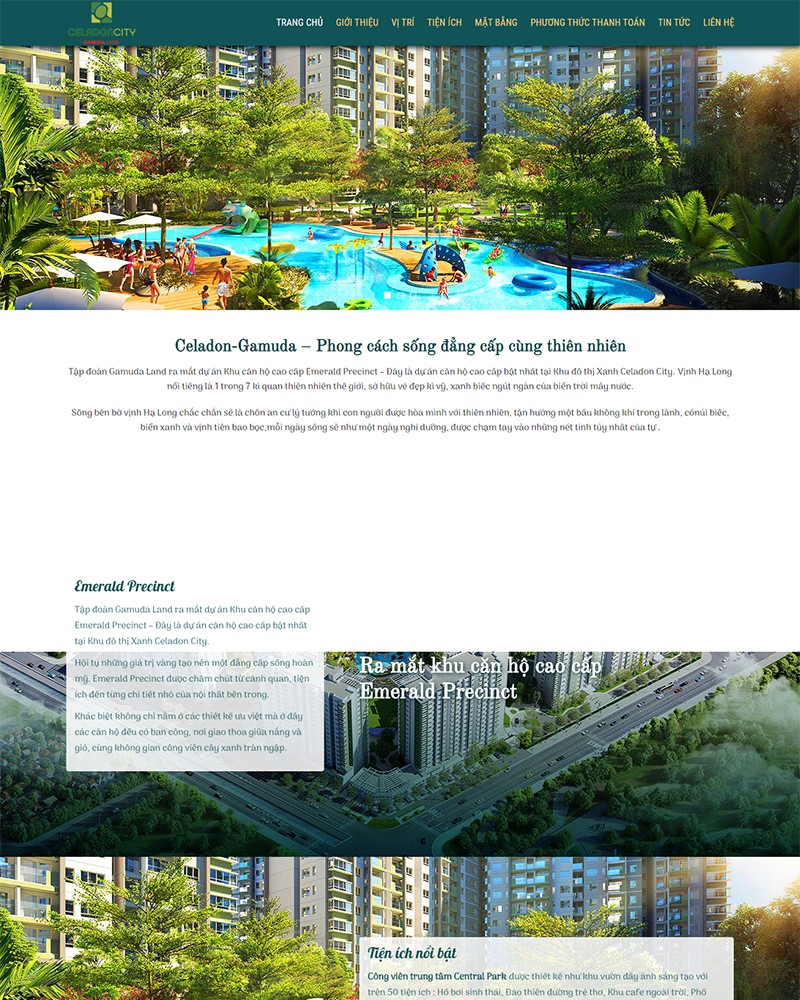 CELADONCITY
GAMUDA LAND
TRANG CHỦ GIỚI THIỆU VỊ TRÍ TIỆN ÍCH MẶT BẰNG PHƯƠNG THỨC THANH TOÁN TIN TỨC LIÊN HỆ
Celadon-Gamuda – Phong cách sống đẳng cấp cùng thiên nhiên
Tập đoàn Gamuda Land ra mắt dự án Khu căn hộ cao cấp Emerald Precinct – Đây là dự án căn hộ cao cấp bật nhất tại Khu đô thị Xanh Celadon City. Vịnh Hạ Long
nổi tiếng là 1 trong 7 kì quan thiên nhiên thế giới, sở hữu vẻ đẹp kì vỹ, xanh biếc ngút ngàn của biển trời mây nước.
Sống bên bờ vịnh Hạ Long chắc chắn sẽ là chốn an cư lý tưởng khi con người được hòa mình với thiên nhiên, tận hưởng một bầu không khí trong lành, cónúi biếc,
biển xanh và vịnh tiên bao bọc,mỗi ngày sống sẽ như một ngày nghỉ dưỡng, được chạm tay vào những nét tinh túy nhất của tự .
Emerald Precinct
Tập đoàn Gamuda Land ra mắt dự án Khu căn hộ cao cấp
Emerald Precinct – Đây là dự án căn hộ cao cấp bật nhất
tại Khu đô thị Xanh Celadon City.
Hội tụ những giá trị vàng tạo nên một đẳng cấp sống hoàn
mỹ. Emerald Precinct được chăm chút từ cảnh quan, tiện
ích đến từng chi tiết nhỏ của nội thất bên trong.
Khác biệt không chỉ nằm ở các thiết kế ưu việt mà ở đây
các căn hộ đều có ban công, nơi giao thoa giữa nắng và
gió, cùng không gian công viên cây xanh tràn ngập.
Ra mắt khu căn hộ cao cấp
Emerald Precinct
Tiện ích nổi bật
Công viên trung tâm Central Park được thiết kế như khu vườn đầy ánh sáng tạo với
trên 50 tiện ích : Hồ bơi sinh thái, Đảo thiên đường trẻ thơ, Khu cafe ngoài trời, Phố